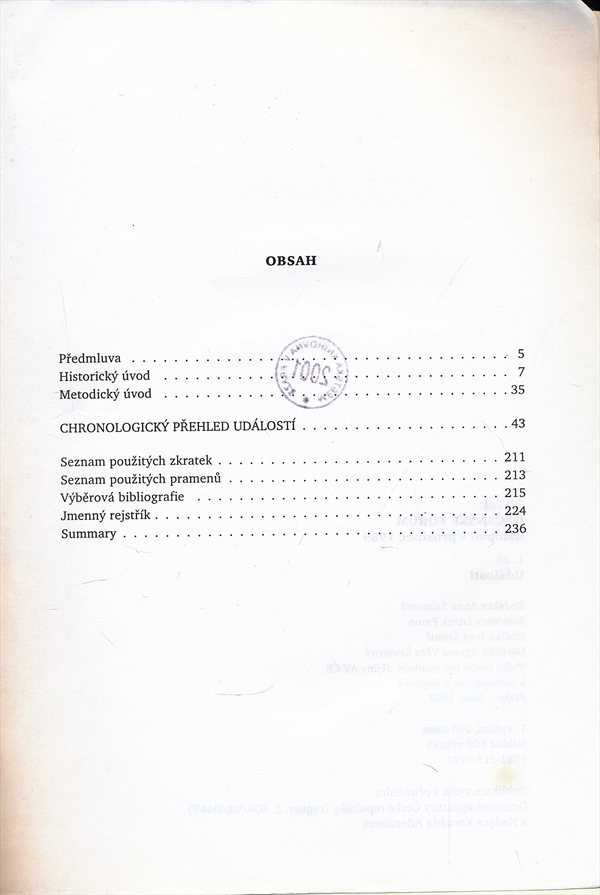 OBSAH
Předmluva . . . . . . . . . . . . . . . . . . . . . . . . . . . . . . 5
Historický úvod . . . . . . . . . . . . . . . . . . . . . . . . . . . 7
Metodický úvod . . . . . . . . . . . . . . . . . . . . . . . . . . . 35
CHRONOLOGICKÝ PŘEHLED UDÁLOSTÍ . . . . . . . . . . . . . . . . 43
Seznam použitých zkratek . . . . . . . . . . . . . . . . . . . . . . 211
Seznam použitých pramenů . . . . . . . . . . . . . . . . . . . . . 213
Výběrová bibliografie . . . . . . . . . . . . . . . . . . . . . . . . 215
Jmenný rejstřík . . . . . . . . . . . . . . . . . . . . . . . . . . . 224
Summary . . . . . . . . . . . . . . . . . . . . . . . . . . . . . . 236